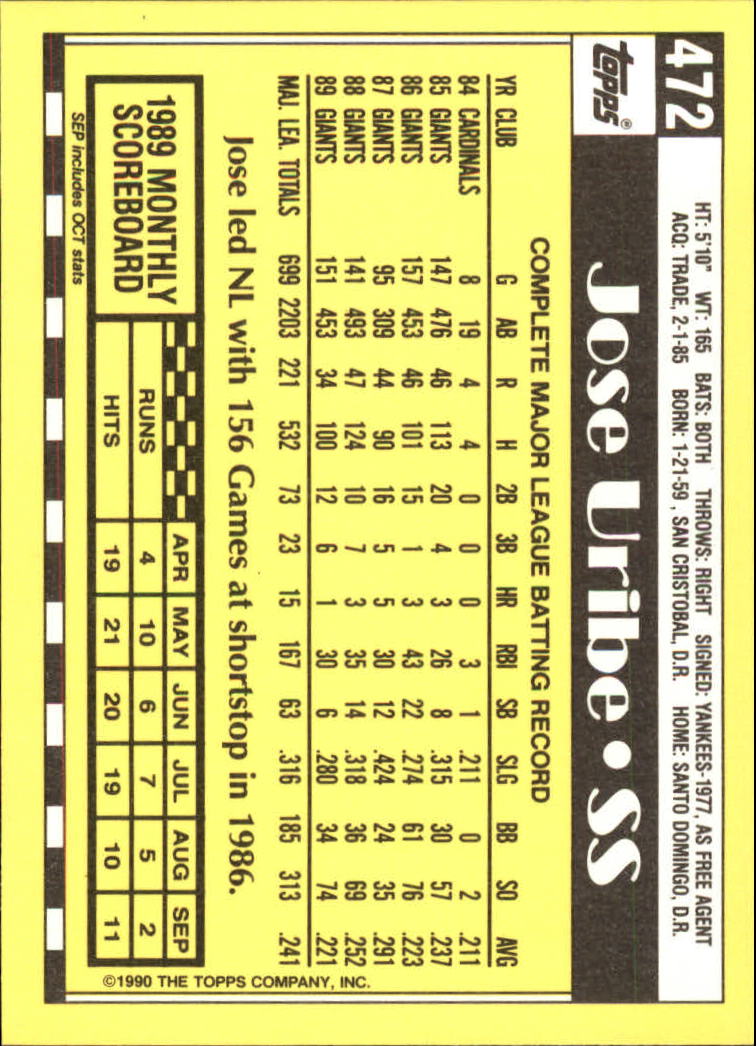 472
HT: 5'10" WT: 165 BATS: BOTH THROWS: RIGHT SIGNED: YANKEES-1977, AS FREE AGENT
ACQ: TRADE, 2-1-85 BORN: 1-21-59, SAN CRISTOBAL, D.R. HOME: SANTO DOMINGO, D.R.
topps® Jose Uribe • SS
COMPLETE MAJOR LEAGUE BATTING RECORD
YR CLUB G AB R H 2B 3B HR RBI SB SLG BB SO AVG
84 CARDINALS 8 19 4 4 0 0 0 3 1 .211 0 2 .211
85 GIANTS 147 476 46 113 20 4 3 26 8 .315 30 57 .237
86 GIANTS 157 453 46 101 15 1 3 43 22 .274 61 76 .223
87 GIANTS 95 309 44 90 16 5 5 30 12 .424 24 35 .291
88 GIANTS 141 493 47 124 10 7 3 35 14 .318 36 69 .252
89 GIANTS 151 453 34 100 12 6 1 30 6 .280 34 74 .221
MAJ. LEA. TOTALS 699 2203 221 532 73 23 15 167 63 .316 185 313 .241
Jose led NL with 156 Games at shortstop in 1986.
1989 MONTHLY
SCOREBOARD
APR MAY JUN JUL AUG SEP
RUNS 4 10 6 7 5 2
HITS 19 21 20 19 10 11
SEP includes OCT stats
©1990 THE TOPPS COMPANY, INC.